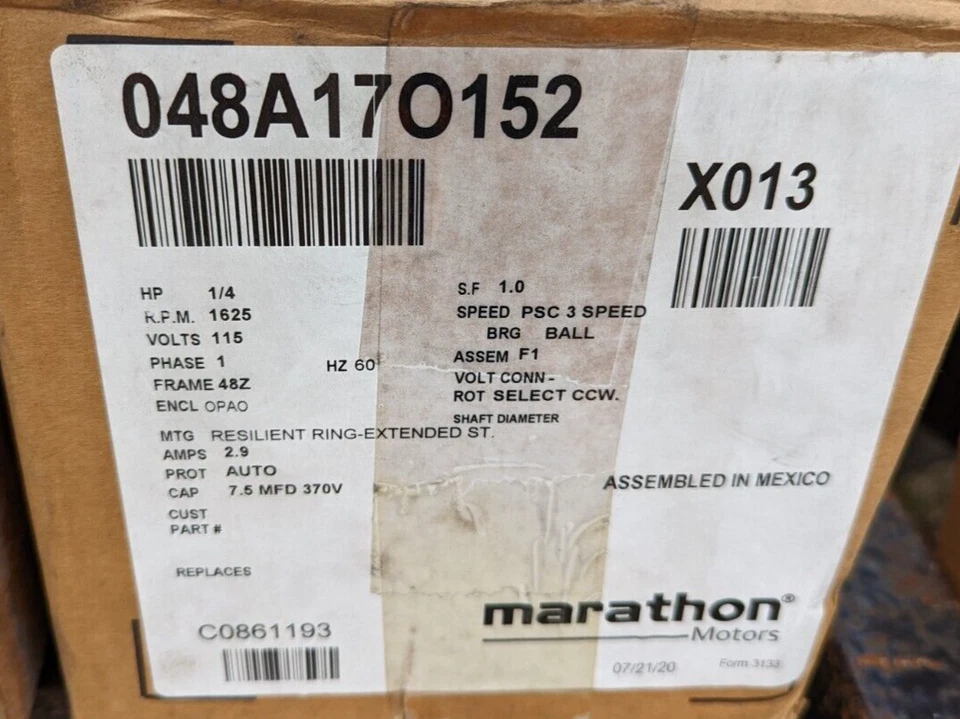 048A17O152
X013
HP 1/4
R.P.M. 1625
VOLTS 115
PHASE 1 HZ 60
FRAME 48Z
ENCL OPAO
MTG RESILIENT RING-EXTENDED ST.
AMPS 2.9
PROT AUTO
CAP 7.5 MFD 370V
CUST
PART #
REPLACES
C0861193
S.F 1.0
SPEED PSC 3 SPEED
BRG BALL
ASSEM F1
VOLT CONN -
ROT SELECT CCW.
SHAFT DIAMETER
ASSEMBLED IN MEXICO
marathon®
Motors
07/21/20 Form 3133